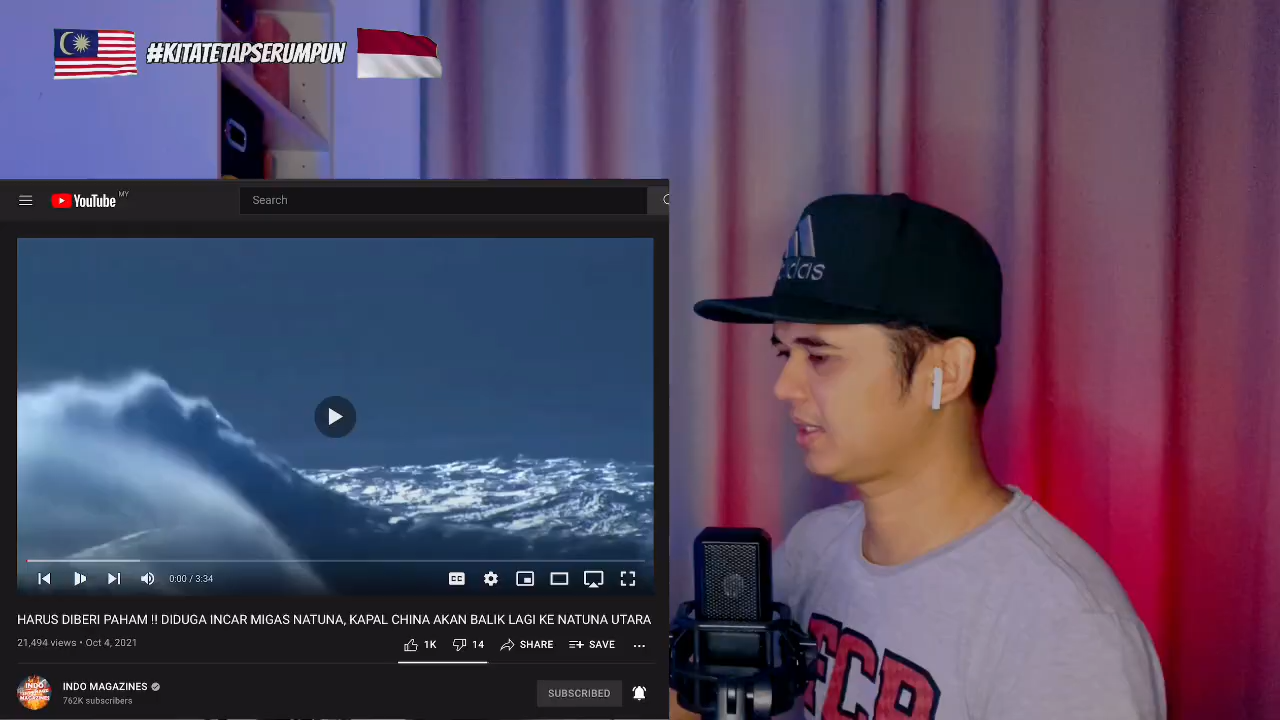 #KITATETAPSERUMPUN
YouTube MY
Search
0:00 / 3:34
CC
HARUS DIBERI PAHAM !! DIDUGA INCAR MIGAS NATUNA, KAPAL CHINA AKAN BALIK LAGI KE NATUNA UTARA
21,494 views • Oct 4, 2021
1K
14
SHARE
SAVE
INDO MAGAZINES
762K subscribers
SUBSCRIBED